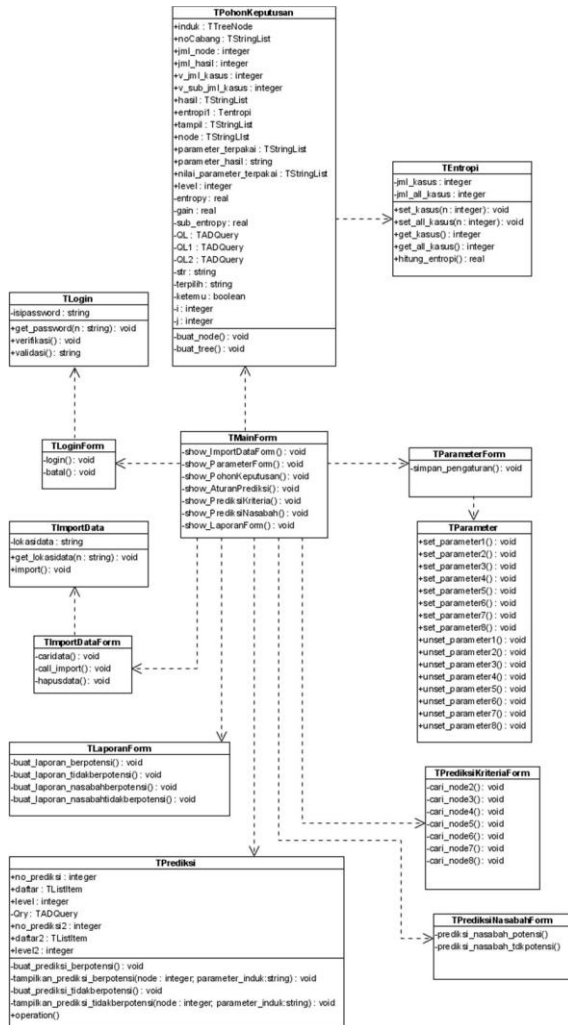 TPohonKeputusan
+induk : TTreeNode
+noCabang : TStringList
+jml_node : integer
+jml_hasil : integer
+v_jml_kasus : integer
+v_sub_jml_kasus : integer
+hasil : TStringList
+entropi1 : Tentropi
+tampil : TStringList
+node : TStringLIst
+parameter_terpakai : TStringList
+parameter_hasil : string
+nilai_parameter_terpakai : TStringList
+level : integer
-entropy : real
-gain : real
-sub_entropy : real
-QL : TADQuery
-QL1 : TADQuery
-QL2 : TADQuery
-str : string
-terpilih : string
-ketemu : boolean
-i : integer
-j : integer
-buat_node() : void
-buat_tree() : void
TEntropi
-jml_kasus : integer
-jml_all_kasus : integer
+set_kasus(n : integer) : void
+set_all_kasus(n : integer) : void
+get_kasus() : integer
+get_all_kasus() : integer
+hitung_entropi() : real
TLogin
-isipassword : string
+get_password(n : string) : void
+verifikasi() : void
+validasi() : string
TLoginForm
-login() : void
-batal() : void
TMainForm
-show_ImportDataForm() : void
-show_ParameterForm() : void
-show_PohonKeputusan() : void
-show_AturanPrediksi() : void
-show_PrediksiKriteria() : void
-show_PrediksiNasabah() : void
-show_LaporanForm() : void
TParameterForm
-simpan_pengaturan() : void
TParameter
+set_parameter1() : void
+set_parameter2() : void
+set_parameter3() : void
+set_parameter4() : void
+set_parameter5() : void
+set_parameter6() : void
+set_parameter7() : void
+set_parameter8() : void
+unset_parameter1() : void
+unset_parameter2() : void
+unset_parameter3() : void
+unset_parameter4() : void
+unset_parameter5() : void
+unset_parameter6() : void
+unset_parameter7() : void
+unset_parameter8() : void
TImportData
-lokasidata : string
+get_lokasidata(n : string) : void
+import() : void
TImportDataForm
-caridata() : void
-call_import() : void
-hapusdata() : void
TLaporanForm
-buat_laporan_berpotensi() : void
-buat_laporan_tidakberpotensi() : void
-buat_laporan_nasabahberpotensi() : void
-buat_laporan_nasabahtidakberpotensi() : void
TPrediksiKriteriaForm
-cari_node2() : void
-cari_node3() : void
-cari_node4() : void
-cari_node5() : void
-cari_node6() : void
-cari_node7() : void
-cari_node8() : void
TPrediksi
+no_prediksi : integer
+daftar : TListItem
+level : integer
-Qry : TADQuery
+no_prediksi2 : integer
+daftar2 : TListItem
+level2 : integer
-buat_prediksi_berpotensi() : void
-tampilkan_prediksi_berpotensi(node : integer; parameter_induk:string) : void
-buat_prediksi_tidakberpotensi() : void
-tampilkan_prediksi_tidakberpotensi(node : integer; parameter_induk:string) : void
+operation()
TPrediksiNasabahForm
-prediksi_nasabah_potensi()
-prediksi_nasabah_tdkpotensi()